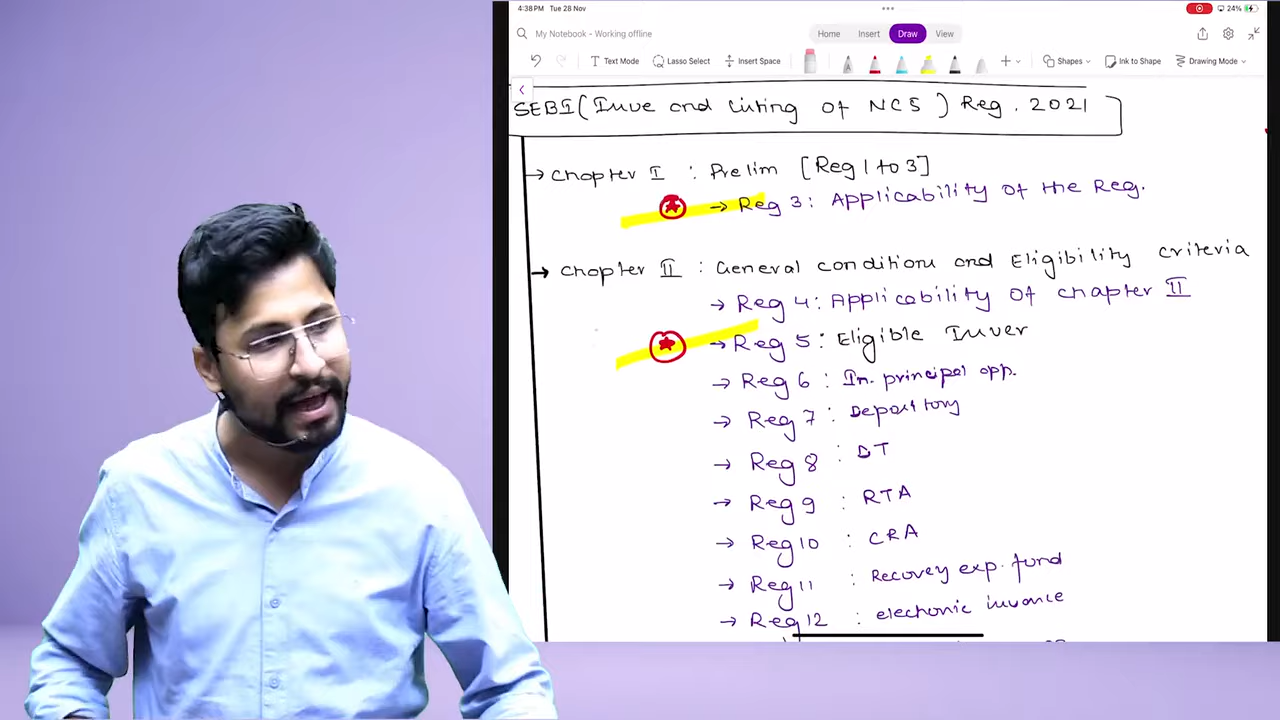 4:38 PM Tue 28 Nov
24%
My Notebook - Working offline
Home Insert Draw View
Text Mode Lasso Select Insert Space Shapes Ink to Shape Drawing Mode
SEBI (Issue and Listing of NCS) Reg. 2021
→ Chapter I : Prelim [Reg 1 to 3]
→ Reg 3: Applicability of the Reg.
→ Chapter II : General conditions and Eligibility criteria
→ Reg 4: Applicability of chapter II
→ Reg 5: Eligible Issuer
→ Reg 6 : In. principal app.
→ Reg 7 : Depository
→ Reg 8 : DT
→ Reg 9 : RTA
→ Reg 10 : CRA
→ Reg 11 : Recovery exp. fund
→ Reg 12 : electronic issuance